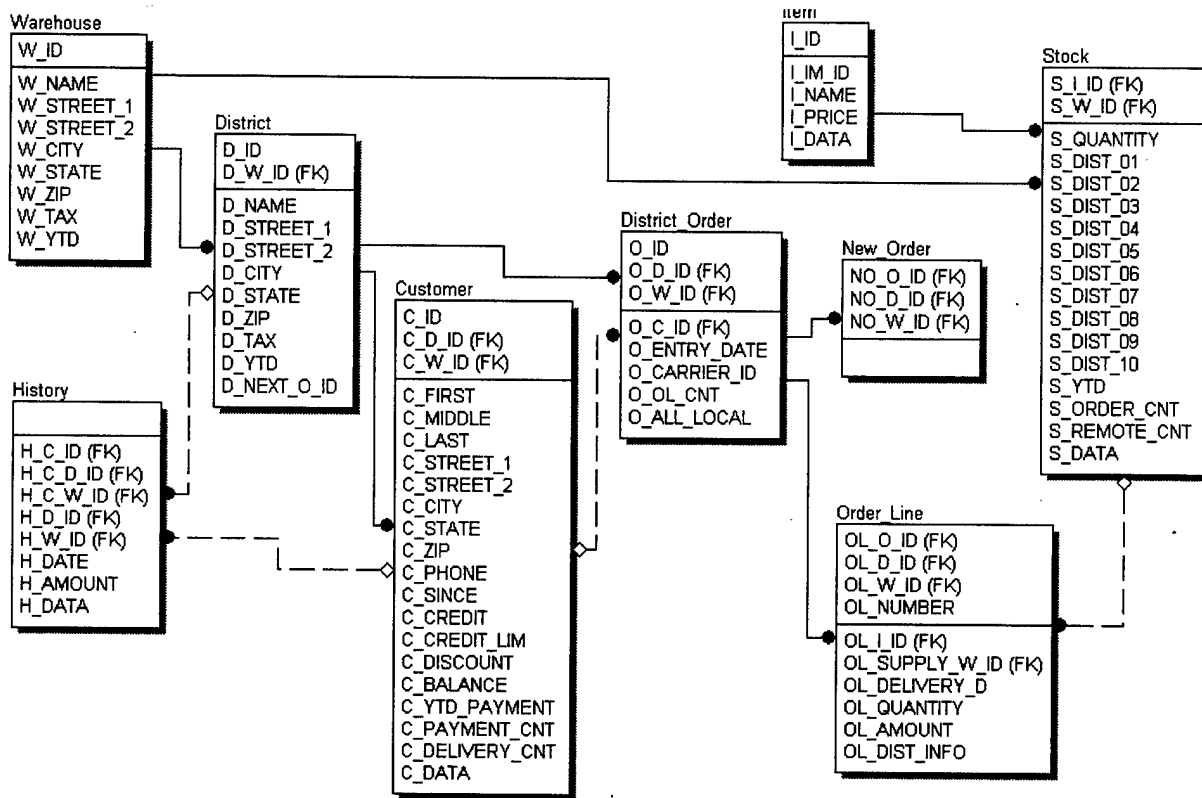 Warehouse
W_ID
W_NAME
W_STREET_1
W_STREET_2
W_CITY
W_STATE
W_ZIP
W_TAX
W_YTD
District
D_ID
D_W_ID (FK)
D_NAME
D_STREET_1
D_STREET_2
D_CITY
D_STATE
D_ZIP
D_TAX
D_YTD
D_NEXT_O_ID
History
H_C_ID (FK)
H_C_D_ID (FK)
H_C_W_ID (FK)
H_D_ID (FK)
H_W_ID (FK)
H_DATE
H_AMOUNT
H_DATA
Customer
C_ID
C_D_ID (FK)
C_W_ID (FK)
C_FIRST
C_MIDDLE
C_LAST
C_STREET_1
C_STREET_2
C_CITY
C_STATE
C_ZIP
C_PHONE
C_SINCE
C_CREDIT
C_CREDIT_LIM
C_DISCOUNT
C_BALANCE
C_YTD_PAYMENT
C_PAYMENT_CNT
C_DELIVERY_CNT
C_DATA
District_Order
O_ID
O_D_ID (FK)
O_W_ID (FK)
O_C_ID (FK)
O_ENTRY_DATE
O_CARRIER_ID
O_OL_CNT
O_ALL_LOCAL
Item
I_ID
I_IM_ID
I_NAME
I_PRICE
I_DATA
New_Order
NO_O_ID (FK)
NO_D_ID (FK)
NO_W_ID (FK)
Order_Line
OL_O_ID (FK)
OL_D_ID (FK)
OL_W_ID (FK)
OL_NUMBER
OL_I_ID (FK)
OL_SUPPLY_W_ID (FK)
OL_DELIVERY_D
OL_QUANTITY
OL_AMOUNT
OL_DIST_INFO
Stock
S_I_ID (FK)
S_W_ID (FK)
S_QUANTITY
S_DIST_01
S_DIST_02
S_DIST_03
S_DIST_04
S_DIST_05
S_DIST_06
S_DIST_07
S_DIST_08
S_DIST_09
S_DIST_10
S_YTD
S_ORDER_CNT
S_REMOTE_CNT
S_DATA